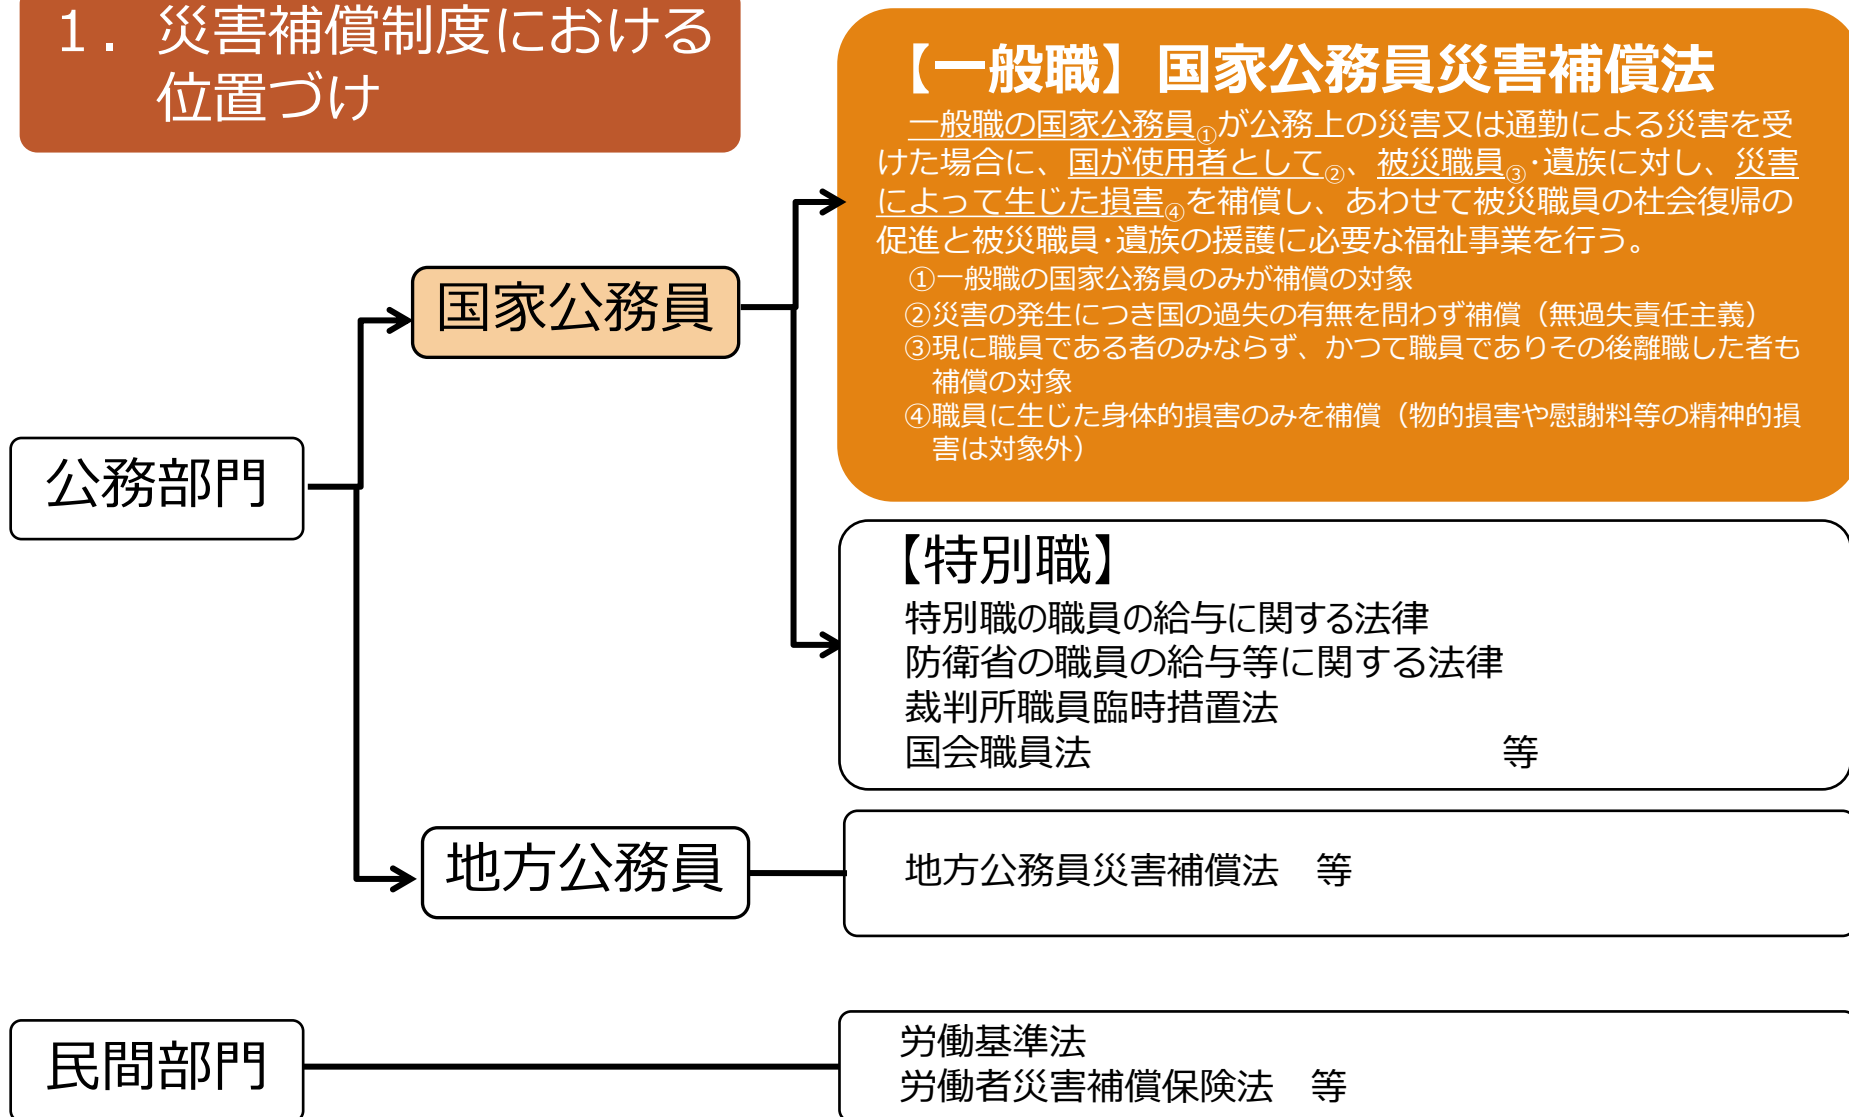 １．災害補償制度における
位置づけ
【一般職】国家公務員災害補償法
一般職の国家公務員①が公務上の災害又は通勤による災害を受
けた場合に、国が使用者として②、被災職員③･遺族に対し、災害
によって生じた損害④を補償し、あわせて被災職員の社会復帰の
促進と被災職員･遺族の援護に必要な福祉事業を行う。
①一般職の国家公務員のみが補償の対象
②災害の発生につき国の過失の有無を問わず補償（無過失責任主義）
③現に職員である者のみならず、かつて職員でありその後離職した者も
補償の対象
④職員に生じた身体的損害のみを補償（物的損害や慰謝料等の精神的損
害は対象外）
国家公務員
公務部門
【特別職】
特別職の職員の給与に関する法律
防衛省の職員の給与等に関する法律
裁判所職員臨時措置法
国会職員法　等
地方公務員
地方公務員災害補償法　等
民間部門
労働基準法
労働者災害補償保険法　等